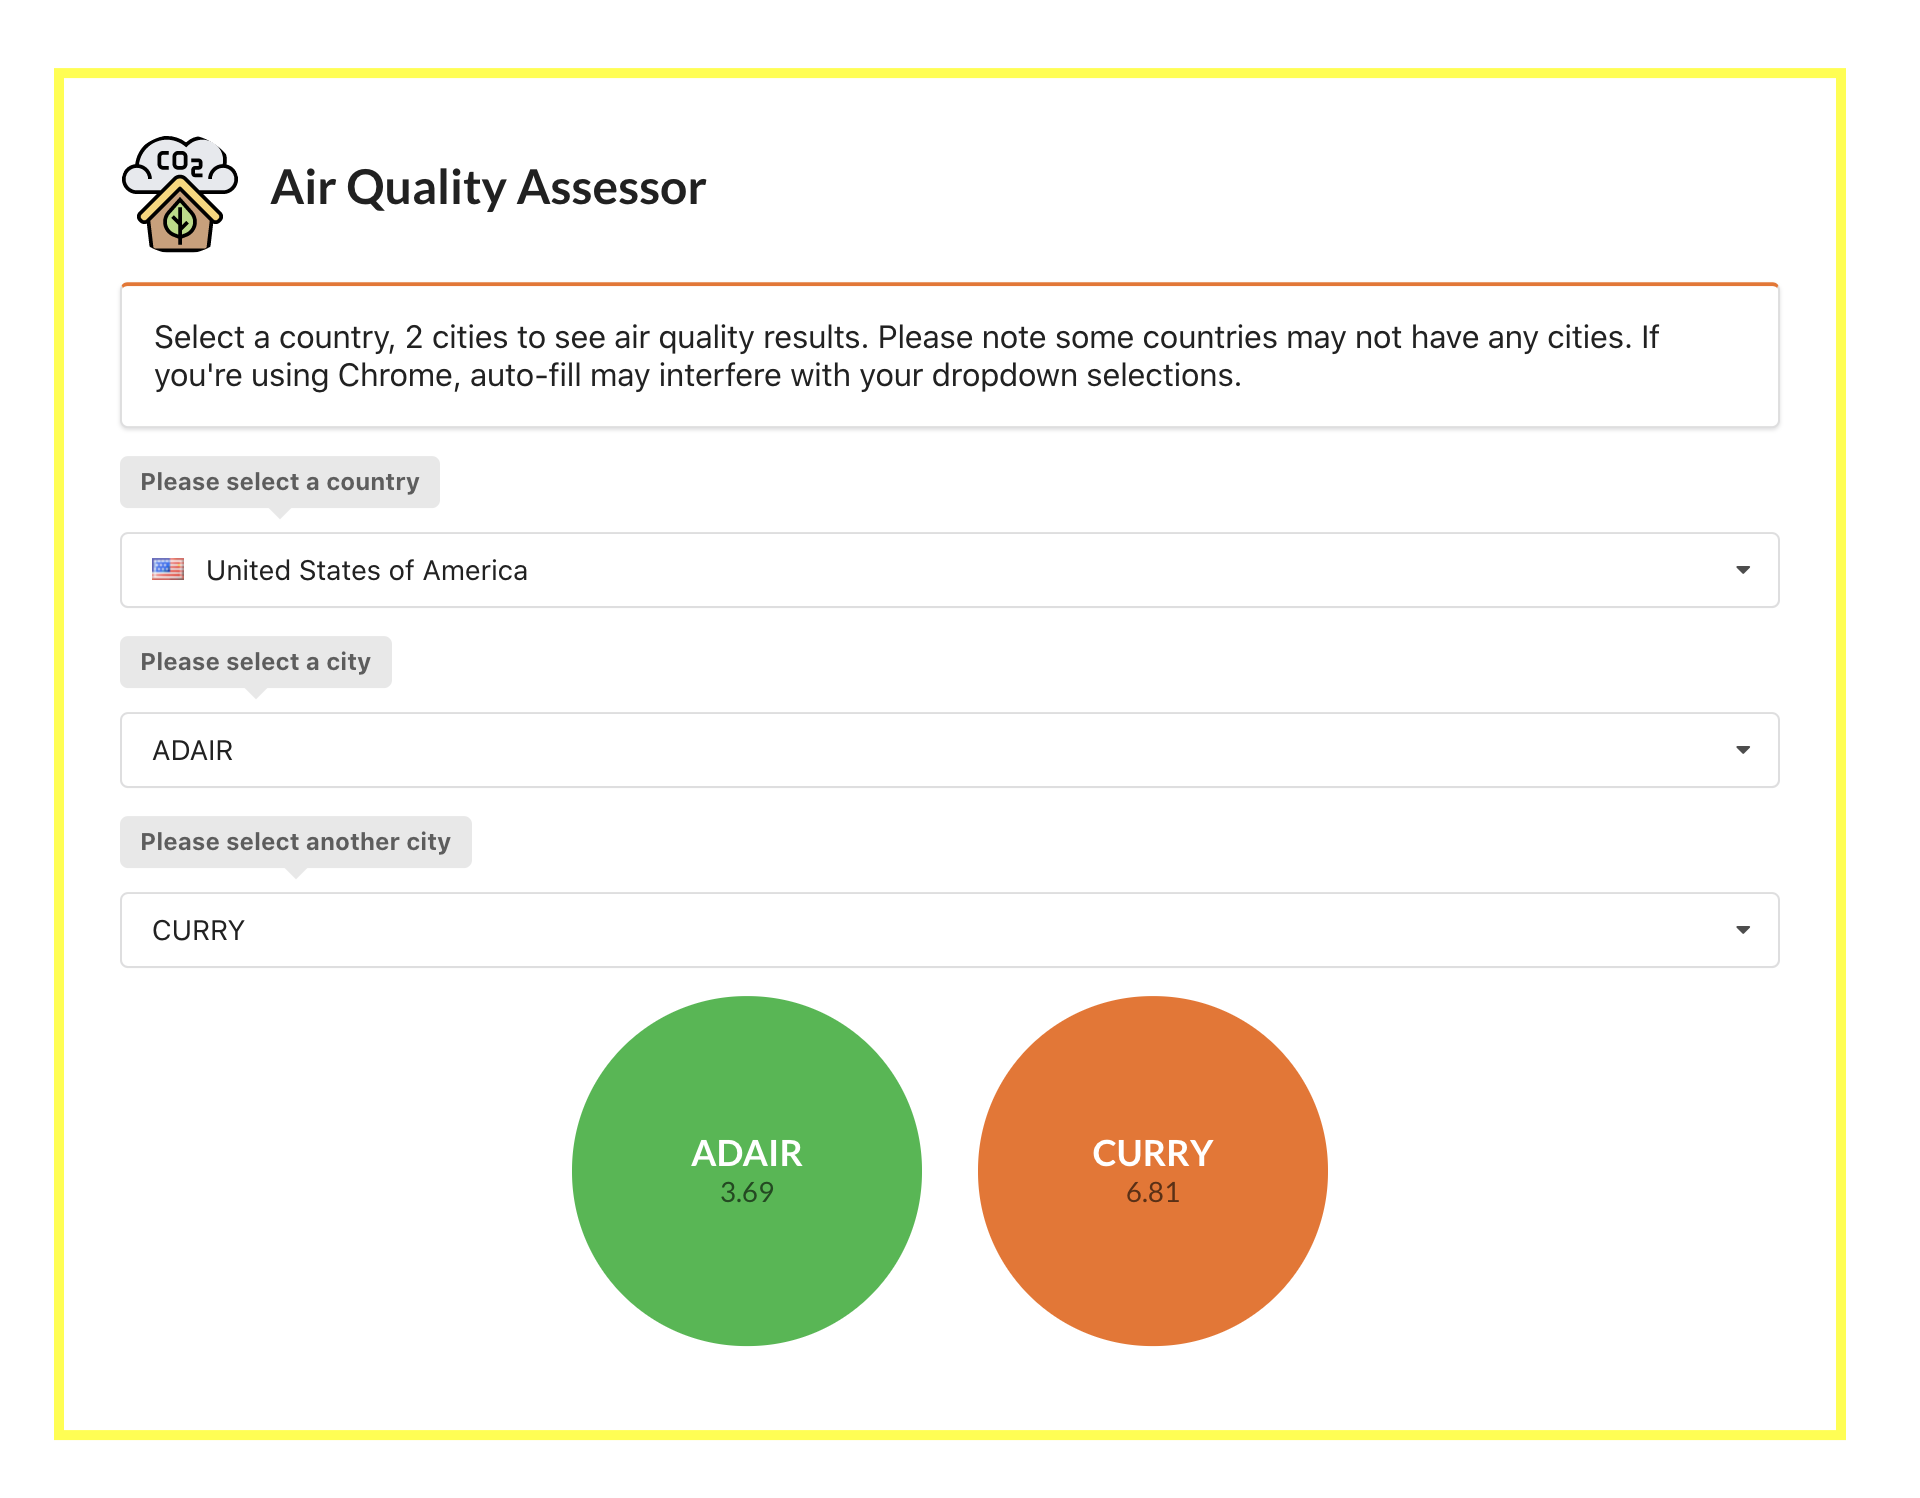 CO2
Air Quality Assessor
Select a country, 2 cities to see air quality results. Please note some countries may not have any cities. If
you're using Chrome, auto-fill may interfere with your dropdown selections.
Please select a country
United States of America
Please select a city
ADAIR
Please select another city
CURRY
ADAIR
3.69
CURRY
6.81